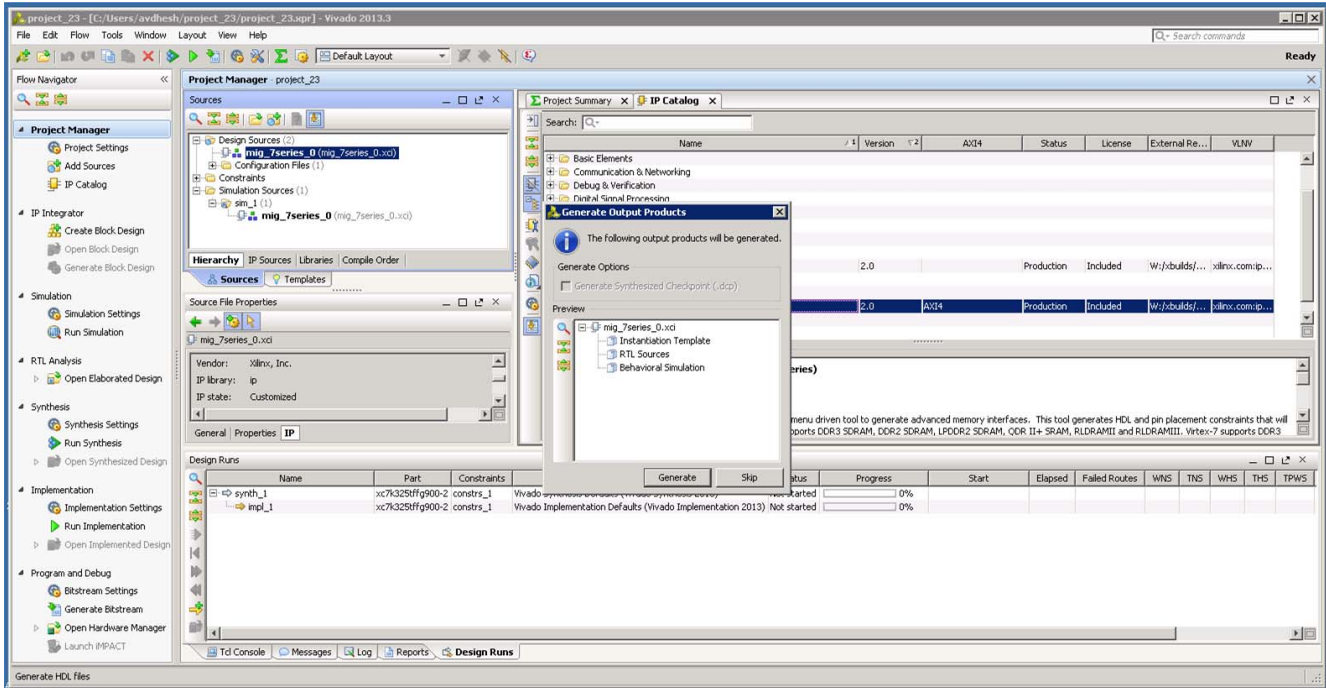 project_23 - [C:/Users/avdhesh/project_23/project_23.xpr] - Vivado 2013.3
File Edit Flow Tools Window Layout View Help
Search commands
Default Layout
Ready
Flow Navigator
Project Manager
Project Settings
Add Sources
IP Catalog
IP Integrator
Create Block Design
Open Block Design
Generate Block Design
Simulation
Simulation Settings
Run Simulation
RTL Analysis
Open Elaborated Design
Synthesis
Synthesis Settings
Run Synthesis
Open Synthesized Design
Implementation
Implementation Settings
Run Implementation
Open Implemented Design
Program and Debug
Bitstream Settings
Generate Bitstream
Open Hardware Manager
Launch iMPACT
Project Manager - project_23
Sources
Design Sources (2)
mig_7series_0 (mig_7series_0.xci)
Configuration Files (1)
Constraints
Simulation Sources (1)
sim_1 (1)
mig_7series_0 (mig_7series_0.xci)
Hierarchy IP Sources Libraries Compile Order
Sources Templates
Source File Properties
mig_7series_0.xci
Vendor: Xilinx, Inc.
IP library: ip
IP state: Customized
General Properties IP
Project Summary IP Catalog
Search:
Name Version AXI4 Status License External Re... VLNV
Basic Elements
Communication & Networking
Debug & Verification
Digital Signal Processing
2.0 Production Included W:/xbuilds/... xilinx.com:ip...
2.0 AXI4 Production Included W:/xbuilds/... xilinx.com:ip...
eries)
menu driven tool to generate advanced memory interfaces. This tool generates HDL and pin placement constraints that will
pports DDR3 SDRAM, DDR2 SDRAM, LPDDR2 SDRAM, QDR II+ SRAM, RLDRAMII and RLDRAMIII. Virtex-7 supports DDR3
Generate Output Products
The following output products will be generated.
Generate Options
Generate Synthesized Checkpoint (.dcp)
Preview
mig_7series_0.xci
Instantiation Template
RTL Sources
Behavioral Simulation
Generate Skip
Design Runs
Name Part Constraints atus Progress Start Elapsed Failed Routes WNS TNS WHS THS TPWS
synth_1 xc7k325tffg900-2 constrs_1 started 0%
impl_1 xc7k325tffg900-2 constrs_1 Vivado Implementation Defaults (Vivado Implementation 2013) Not started 0%
Tcl Console Messages Log Reports Design Runs
Generate HDL files